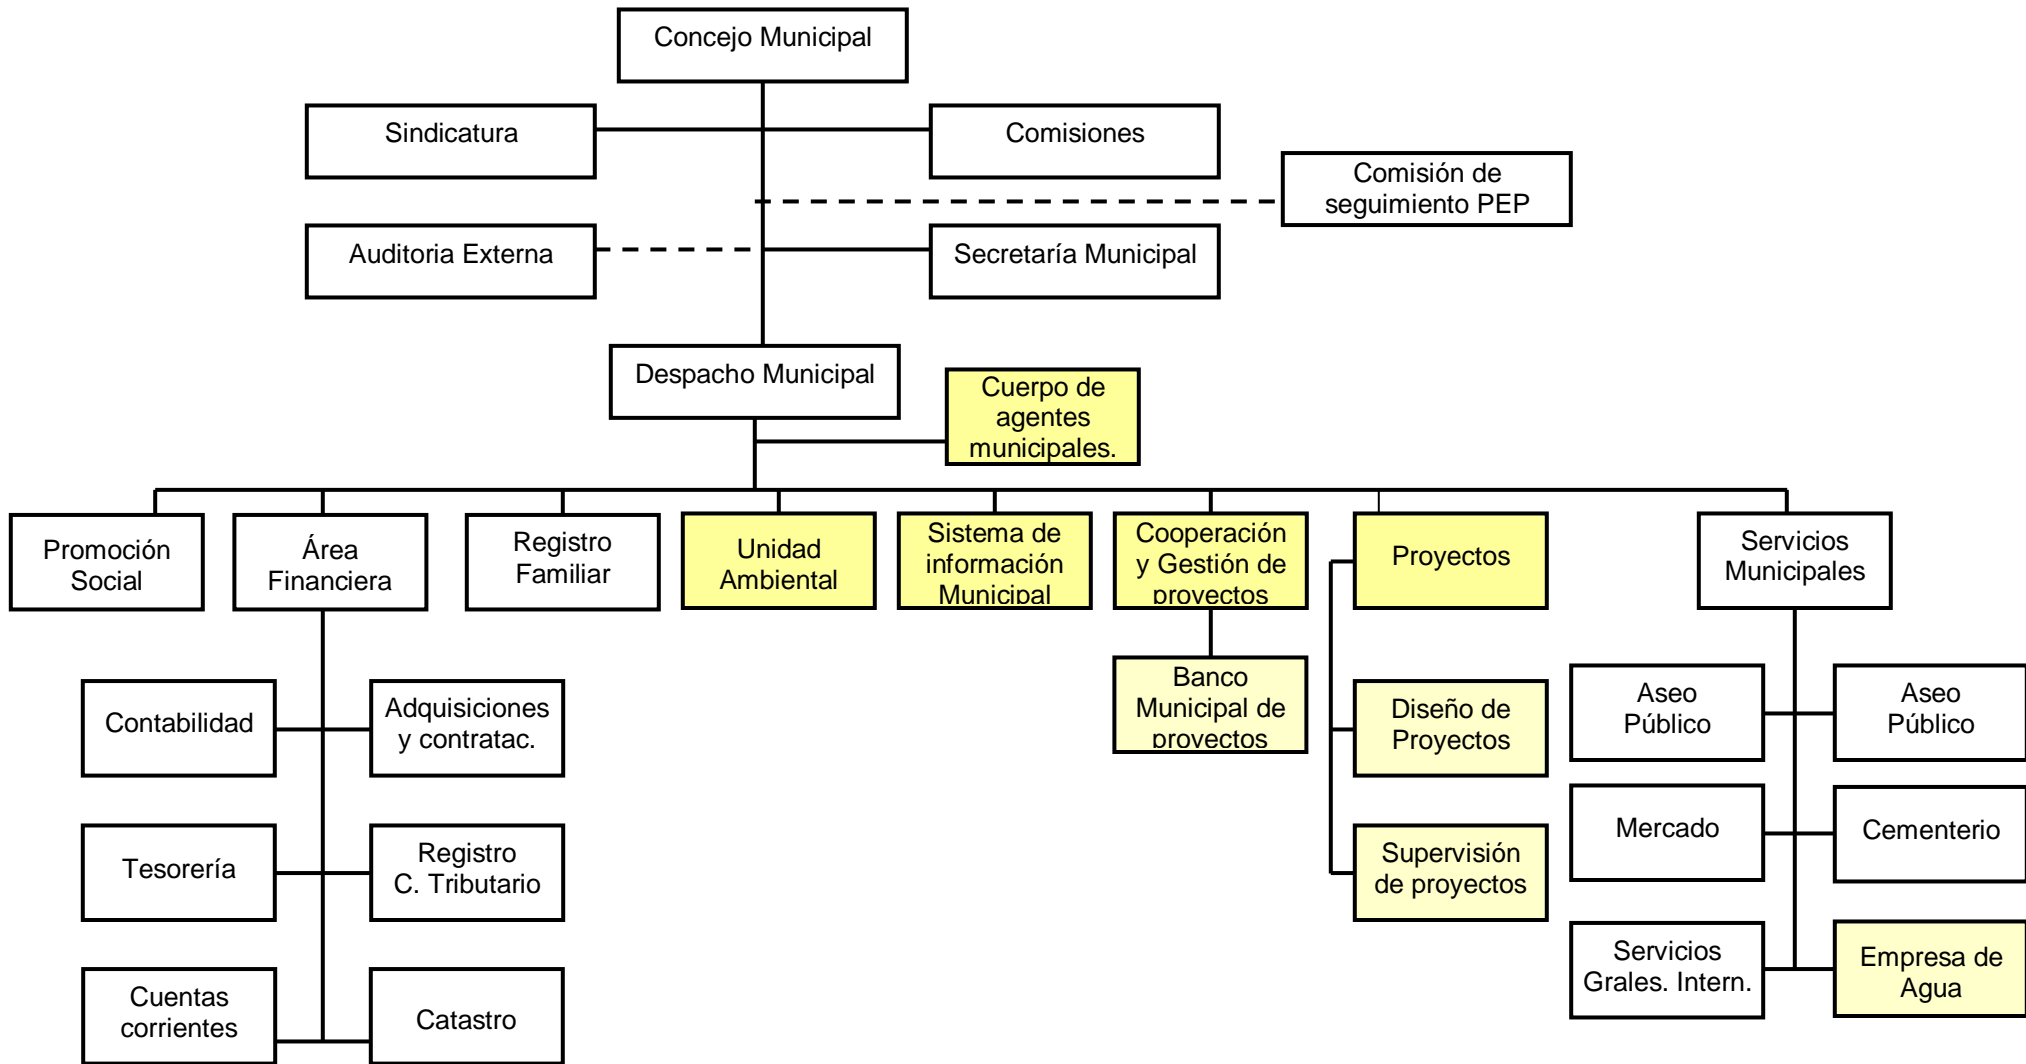 Concejo Municipal
Sindicatura
Comisiones
Comisión de
seguimiento PEP
Auditoria Externa
Secretaría Municipal
Despacho Municipal
Cuerpo de
agentes
municipales.
Promoción
Social
Área
Financiera
Registro
Familiar
Unidad
Ambiental
Sistema de
información
Municipal
Cooperación
y Gestión de
proyectos
Proyectos
Servicios
Municipales
Banco
Municipal de
proyectos
Contabilidad
Adquisiciones
y contratac.
Diseño de
Proyectos
Aseo
Público
Aseo
Público
Mercado
Cementerio
Tesorería
Registro
C. Tributario
Supervisión
de proyectos
Servicios
Grales. Intern.
Empresa de
Agua
Cuentas
corrientes
Catastro